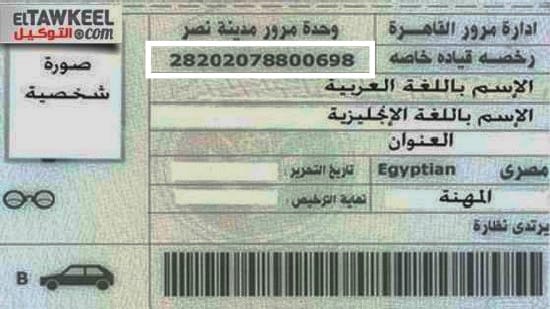 ELTAWKEEL
التوكيل.com
ادارة مرور القاهرة وحدة مرور مدينة نصر
رخصه قياده خاصه 28202078800698
صورة
شخصية
الإسم باللغة العربية
الإسم باللغة الإنجليزية
العنوان
مصرى Egyptian تاريخ التحرير
المهنة نهاية الترخيص
يرتدى نظارة
B